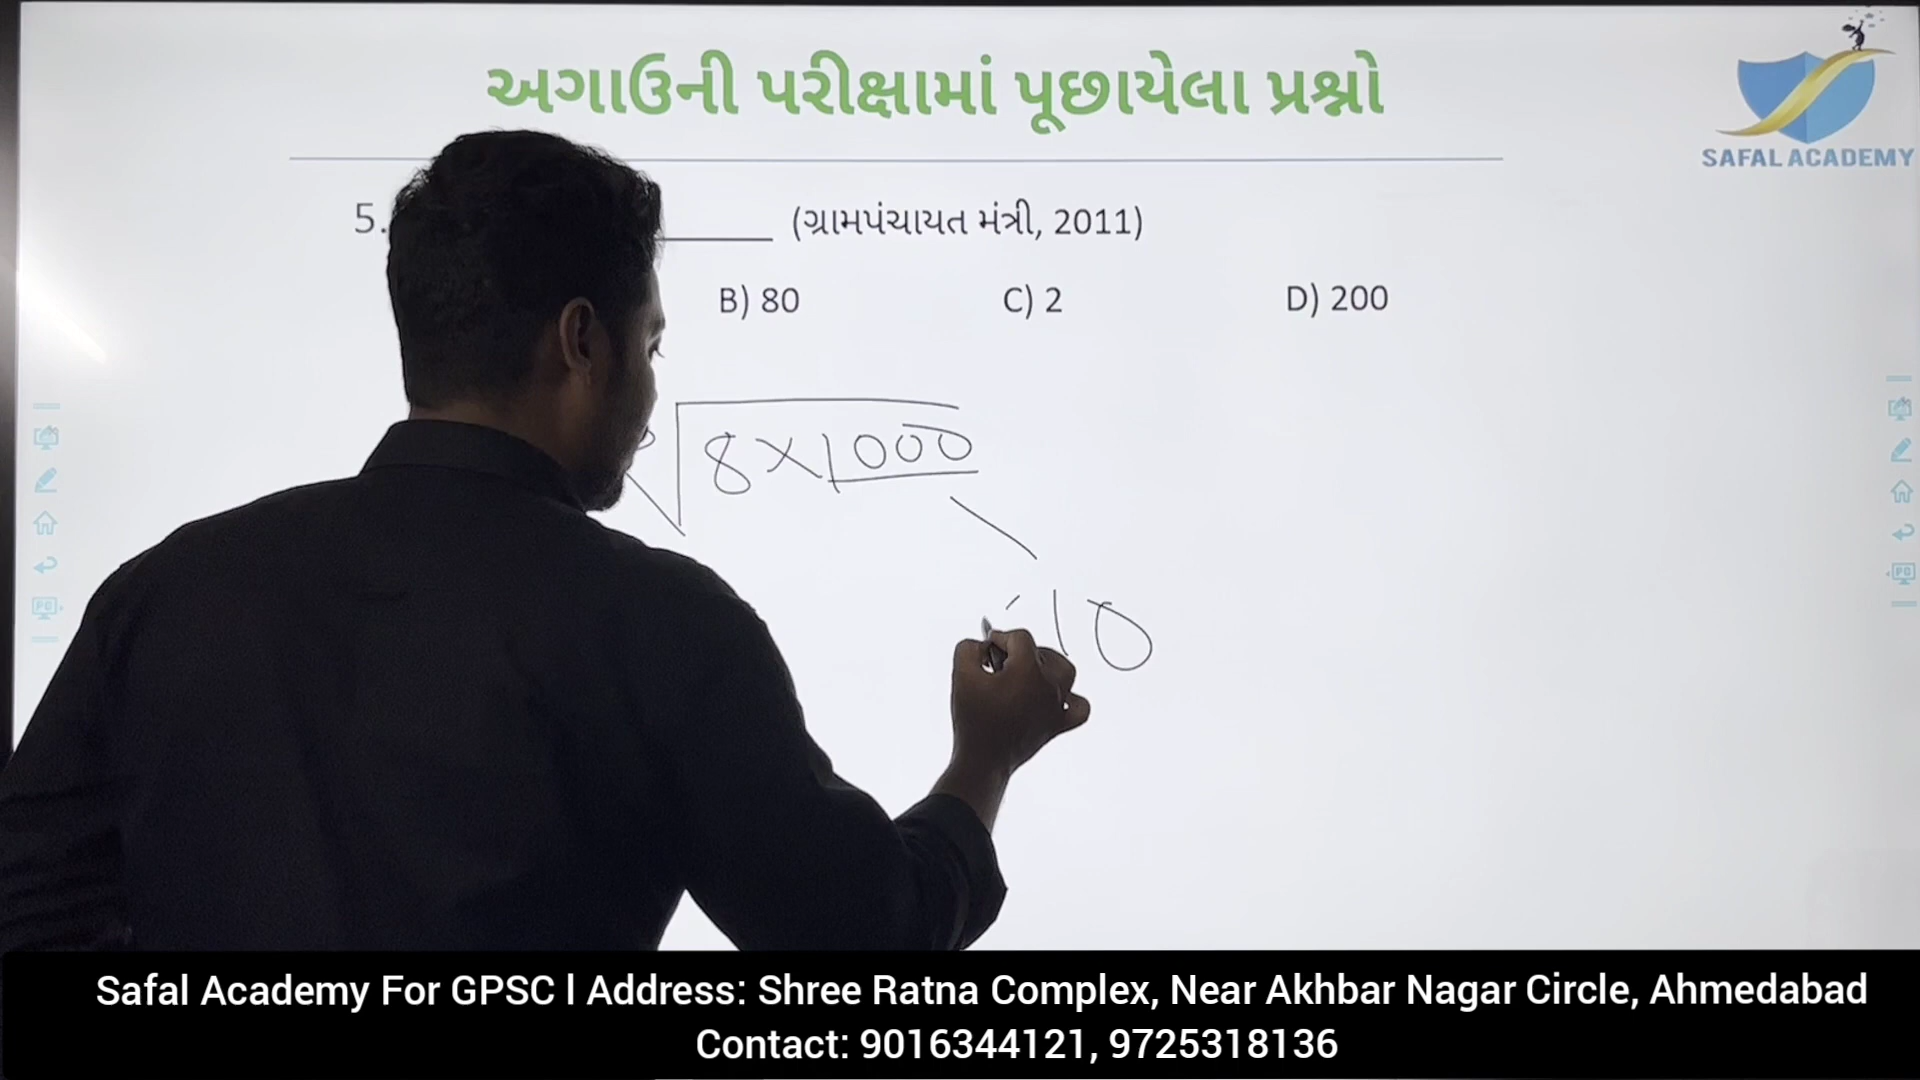 અગાઉની પરીક્ષામાં પૂછાયેલા પ્રશ્નો
SAFAL ACADEMY
5. ________ (ગ્રામપંચાયત મંત્રી, 2011)
B) 80 C) 2 D) 200
8 × 1000
10
Safal Academy For GPSC l Address: Shree Ratna Complex, Near Akhbar Nagar Circle, Ahmedabad
Contact: 9016344121, 9725318136